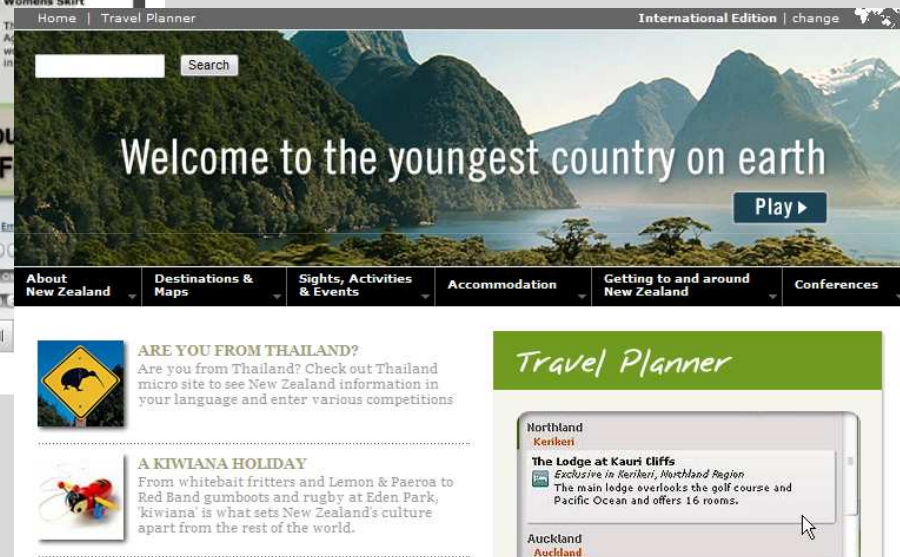 Womens Skirt
Home | Travel Planner
International Edition | change
Search
Welcome to the youngest country on earth
Play
About
New Zealand
Destinations &
Maps
Sights, Activities
& Events
Accommodation
Getting to and around
New Zealand
Conferences
ARE YOU FROM THAILAND?
Are you from Thailand? Check out Thailand
micro site to see New Zealand information in
your language and enter various competitions
A KIWIANA HOLIDAY
From whitebait fritters and Lemon & Paeroa to
Red Band gumboots and rugby at Eden Park,
'kiwiana' is what sets New Zealand's culture
apart from the rest of the world.
Travel Planner
Northland
Kerikeri
The Lodge at Kauri Cliffs
Exclusive in Kerikeri, Northland Region
The main lodge overlooks the golf course and
Pacific Ocean and offers 16 rooms.
Auckland
Auckland